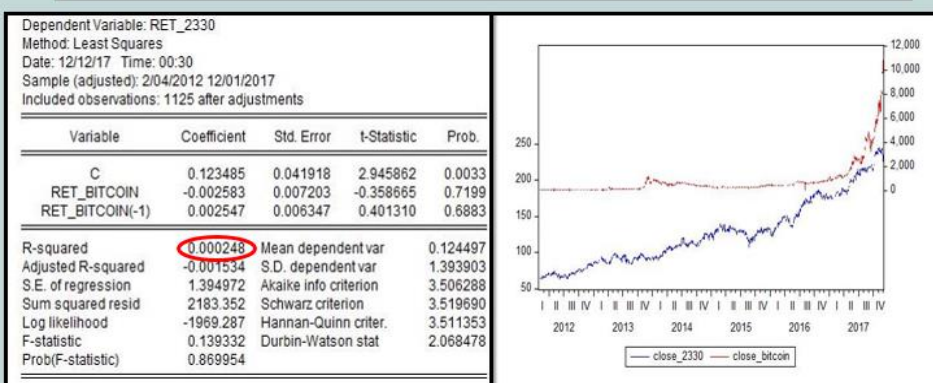 Dependent Variable: RET_2330
Method: Least Squares
Date: 12/12/17 Time: 00:30
Sample (adjusted): 2/04/2012 12/01/2017
Included observations: 1125 after adjustments
Variable Coefficient Std. Error t-Statistic Prob.
C 0.123485 0.041918 2.945862 0.0033
RET_BITCOIN -0.002583 0.007203 -0.358665 0.7199
RET_BITCOIN(-1) 0.002547 0.006347 0.401310 0.6883
R-squared 0.000248 Mean dependent var 0.124497
Adjusted R-squared -0.001534 S.D. dependent var 1.393903
S.E. of regression 1.394972 Akaike info criterion 3.506288
Sum squared resid 2183.352 Schwarz criterion 3.519690
Log likelihood -1969.287 Hannan-Quinn criter. 3.511353
F-statistic 0.139332 Durbin-Watson stat 2.068478
Prob(F-statistic) 0.869954
12,000
10,000
8,000
6,000
4,000
2,000
0
250
200
150
100
50
I II III IV I II III IV I II III IV I II III IV I II III IV I II III IV
2012 2013 2014 2015 2016 2017
close_2330 close_bitcoin